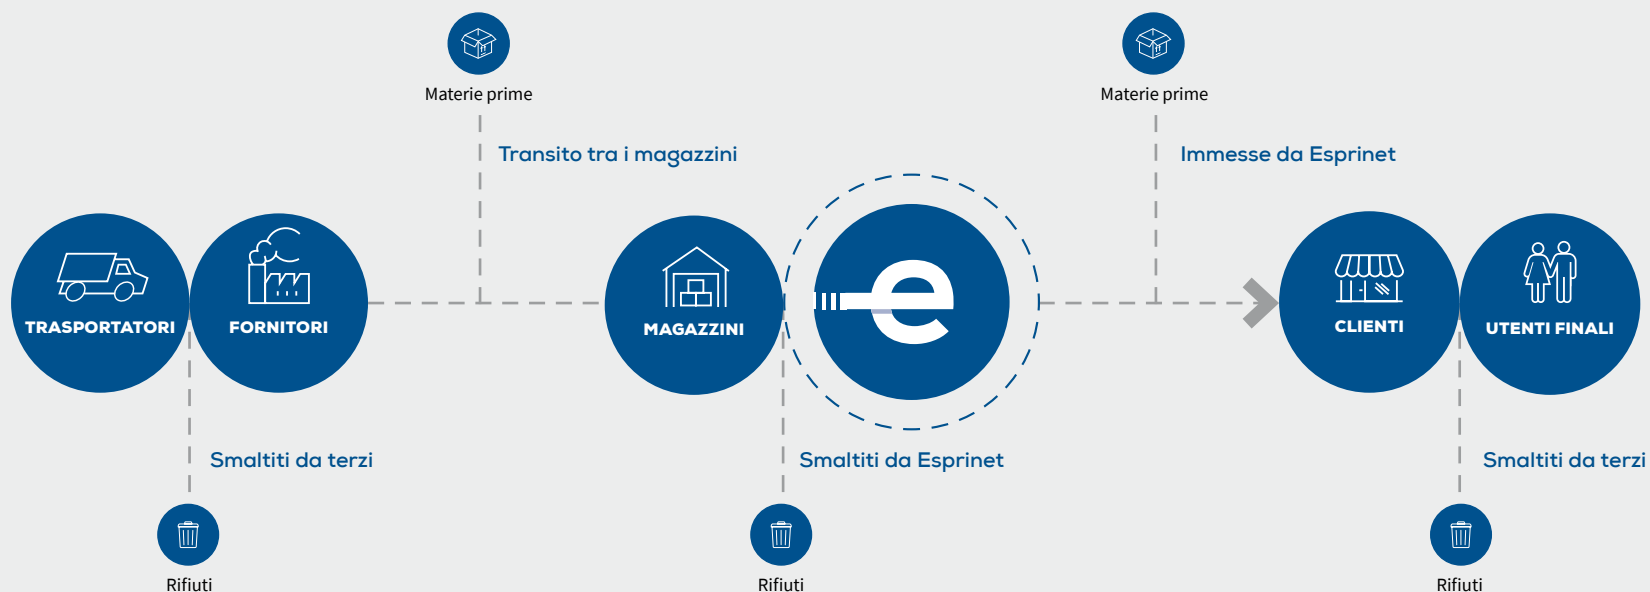 Materie prime
Materie prime
Transito tra i magazzini
Immesse da Esprinet
TRASPORTATORI
FORNITORI
MAGAZZINI
e
CLIENTI
UTENTI FINALI
Smaltiti da terzi
Smaltiti da Esprinet
Smaltiti da terzi
Rifiuti
Rifiuti
Rifiuti